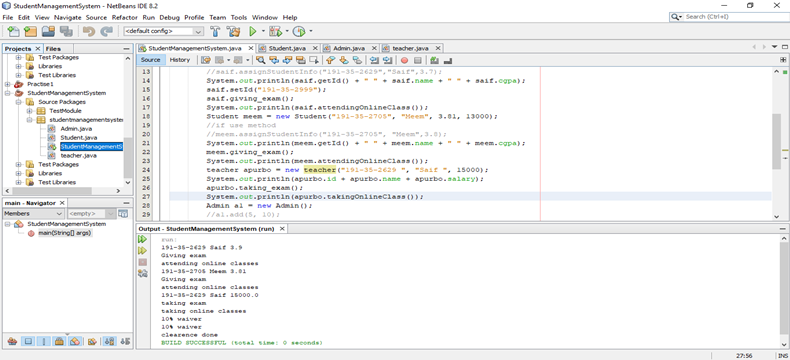 StudentManagementSystem - NetBeans IDE 8.2
File Edit View Navigate Source Refactor Run Debug Profile Team Tools Window Help
Search (Ctrl+I)
<default config>
Projects Files
StudentManagementSystem.java Student.java Admin.java teacher.java
Source History
Test Packages
Libraries
Test Libraries
Practise1
StudentManagementSystem
Source Packages
TestModule
studentmanagementsystem
Admin.java
Student.java
StudentManagementS
teacher.java
Test Packages
Libraries
Test Libraries
13 //saif.assignStudentInfo("191-35-2629","Saif",3.7);
14 System.out.println(saif.getId() + " " + saif.name + " " + saif.cgpa);
15 saif.setId("191-35-2999");
16 saif.giving_exam();
17 System.out.println(saif.attendingOnlineClass());
18 Student meem = new Student("191-35-2705", "Meem", 3.81, 13000);
19 //if use method
20 //meem.assignStudentInfo("191-35-2705", "Meem",3.8);
21 System.out.println(meem.getId() + " " + meem.name + " " + meem.cgpa);
22 meem.giving_exam();
23 System.out.println(meem.attendingOnlineClass());
24 teacher apurbo = new teacher("191-35-2629 ", "Saif ", 15000);
25 System.out.println(apurbo.id + apurbo.name + apurbo.salary);
26 apurbo.taking_exam();
27 System.out.println(apurbo.takingOnlineClass());
28 Admin a1 = new Admin();
29 //a1.add(5, 10);
main - Navigator
Members <empty>
StudentManagementSystem
main(String[] args)
Output - StudentManagementSystem (run)
run:
191-35-2629 Saif 3.9
Giving exam
attending online classes
191-35-2705 Meem 3.81
Giving exam
attending online classes
191-35-2629 Saif 15000.0
taking exam
taking online classes
10% waiver
10% waiver
clearence done
BUILD SUCCESSFUL (total time: 0 seconds)
27:56 INS